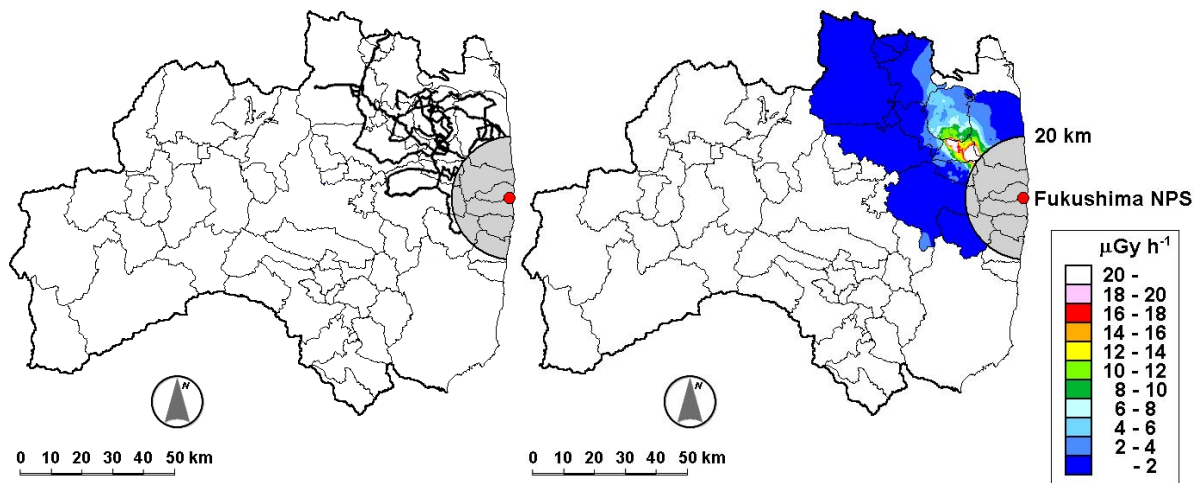 N
0 10 20 30 40 50 km
N
0 10 20 30 40 50 km
20 km
Fukushima NPS
μGy h-1
20 -
18 - 20
16 - 18
14 - 16
12 - 14
10 - 12
8 - 10
6 - 8
4 - 6
2 - 4
- 2